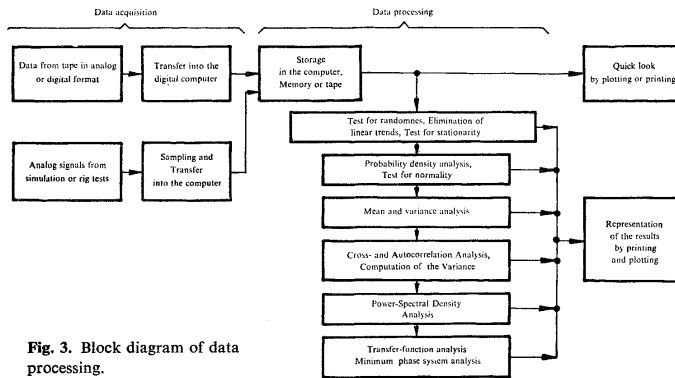 Data acquisition
Data processing
Data from tape in analog
or digital format
Transfer into the
digital computer
Storage
in the computer,
Memory or tape
Quick look
by plotting or printing
Analog signals from
simulation or rig tests
Sampling and
Transfer
into the computer
Test for randomnes, Elimination of
linear trends, Test for stationarity
Probability density analysis,
Test for normality
Mean and variance analysis
Cross- and Autocorrelation Analysis,
Computation of the Variance
Power-Spectral Density
Analysis
Transfer-function analysis
Minimum phase system analysis
Representation
of the results
by printing
and plotting
Fig. 3. Block diagram of data
processing.